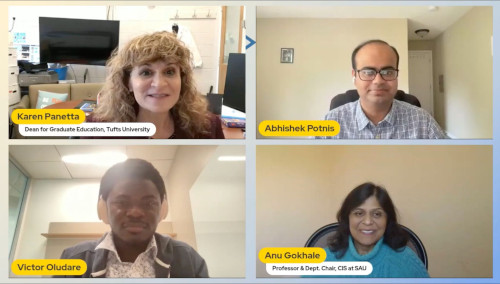 Karen Panetta
Dean for Graduate Education, Tufts University
Abhishek Potnis
Victor Oludare
Anu Gokhale
Professor & Dept. Chair, CIS at SAU